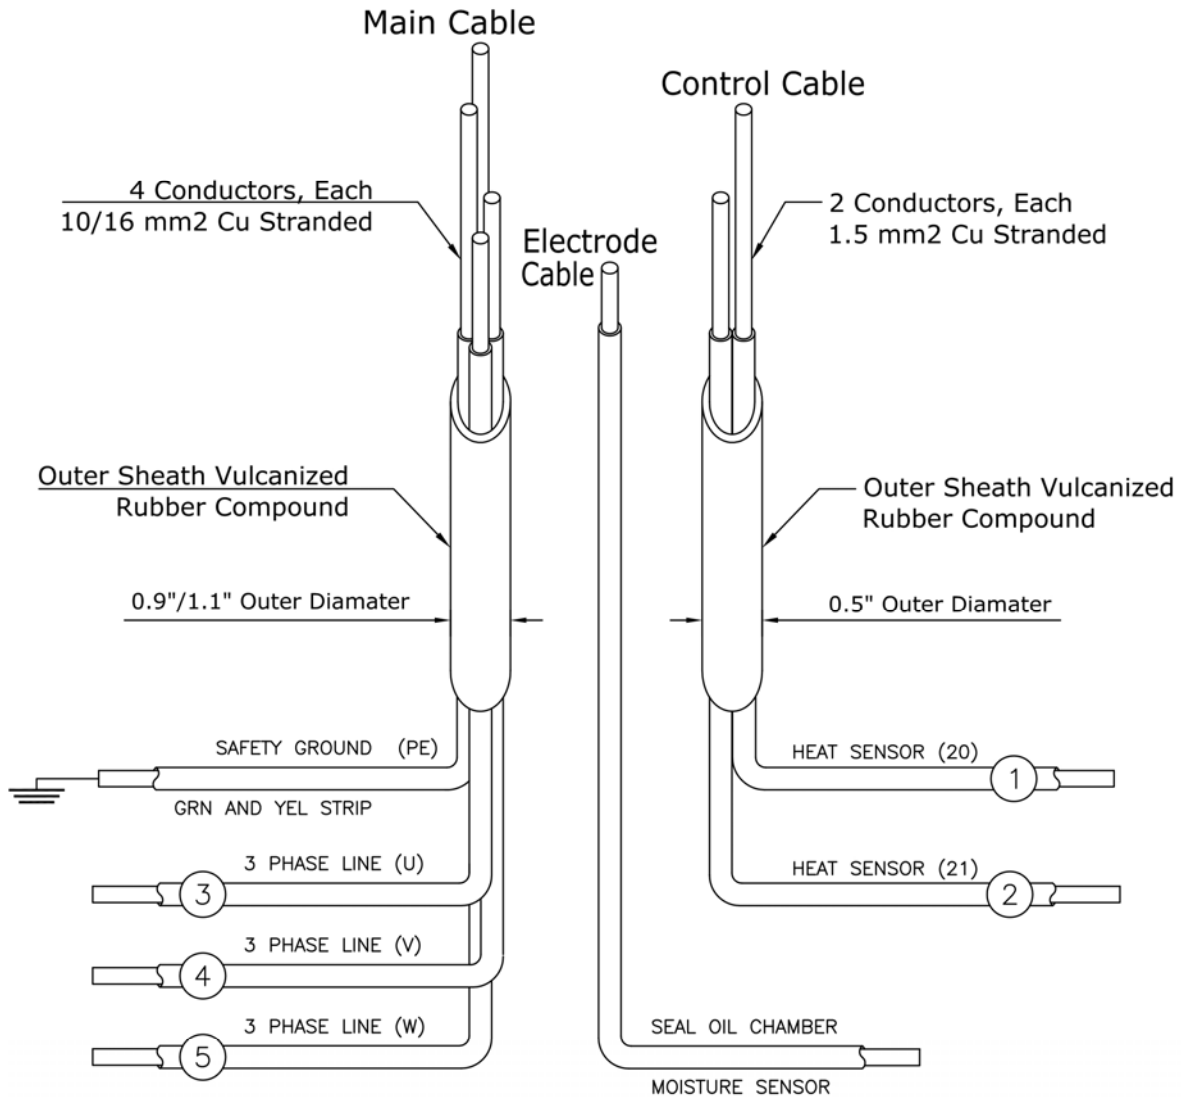 Main Cable
Control Cable
4 Conductors, Each
10/16 mm2 Cu Stranded
2 Conductors, Each
1.5 mm2 Cu Stranded
Electrode
Cable
Outer Sheath Vulcanized
Rubber Compound
Outer Sheath Vulcanized
Rubber Compound
0.9"/1.1" Outer Diamater
0.5" Outer Diamater
SAFETY GROUND (PE)
GRN AND YEL STRIP
HEAT SENSOR (20)
1
3 PHASE LINE (U)
3
HEAT SENSOR (21)
2
3 PHASE LINE (V)
4
3 PHASE LINE (W)
5
SEAL OIL CHAMBER
MOISTURE SENSOR